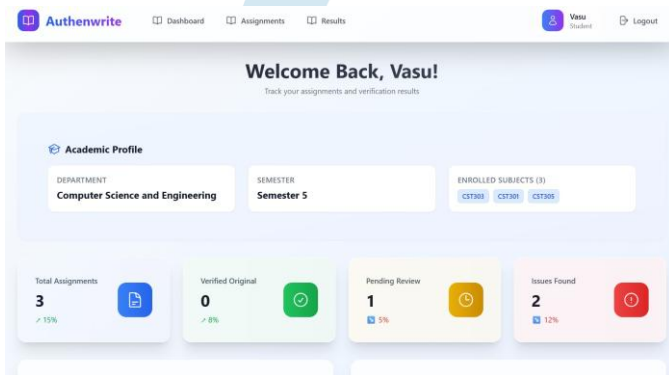 Authenwrite
Dashboard
Assignments
Results
Vasu
Student
Logout
Welcome Back, Vasu!
Track your assignments and verification results
Academic Profile
DEPARTMENT
Computer Science and Engineering
SEMESTER
Semester 5
ENROLLED SUBJECTS (3)
CST303 CST301 CST305
Total Assignments
3
↗ 15%
Verified Original
0
↗ 8%
Pending Review
1
↘ 5%
Issues Found
2
↘ 12%